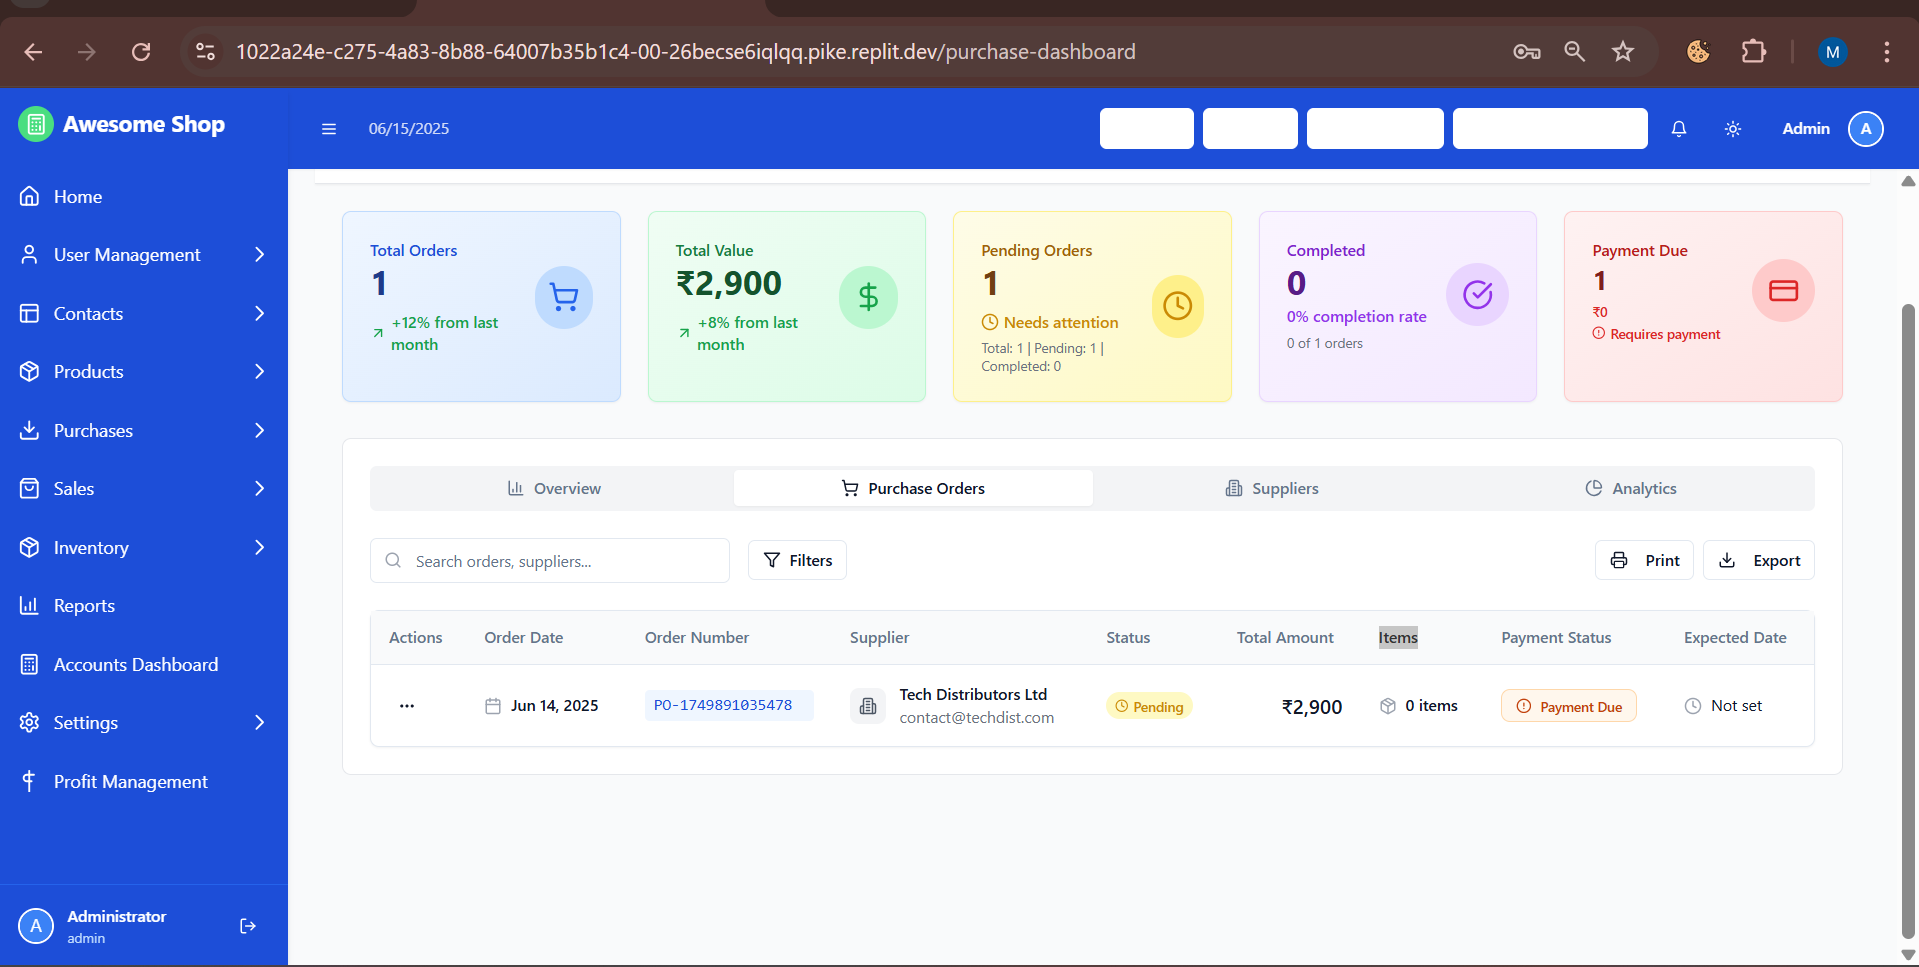 1022a24e-c275-4a83-8b88-64007b35b1c4-00-26becse6iqlqq.pike.replit.dev/purchase-dashboard
M
Awesome Shop
06/15/2025
Admin
A
Home
User Management
Contacts
Products
Purchases
Sales
Inventory
Reports
Accounts Dashboard
Settings
Profit Management
A
Administrator
admin
Total Orders
1
+12% from last
month
Total Value
₹2,900
+8% from last
month
Pending Orders
1
Needs attention
Total: 1 | Pending: 1 |
Completed: 0
Completed
0
0% completion rate
0 of 1 orders
Payment Due
1
₹0
Requires payment
Overview
Purchase Orders
Suppliers
Analytics
Search orders, suppliers...
Filters
Print
Export
Actions Order Date Order Number Supplier Status Total Amount Items Payment Status Expected Date
Jun 14, 2025 PO-1749891035478 Tech Distributors Ltd Pending ₹2,900 0 items Payment Due Not set
contact@techdist.com